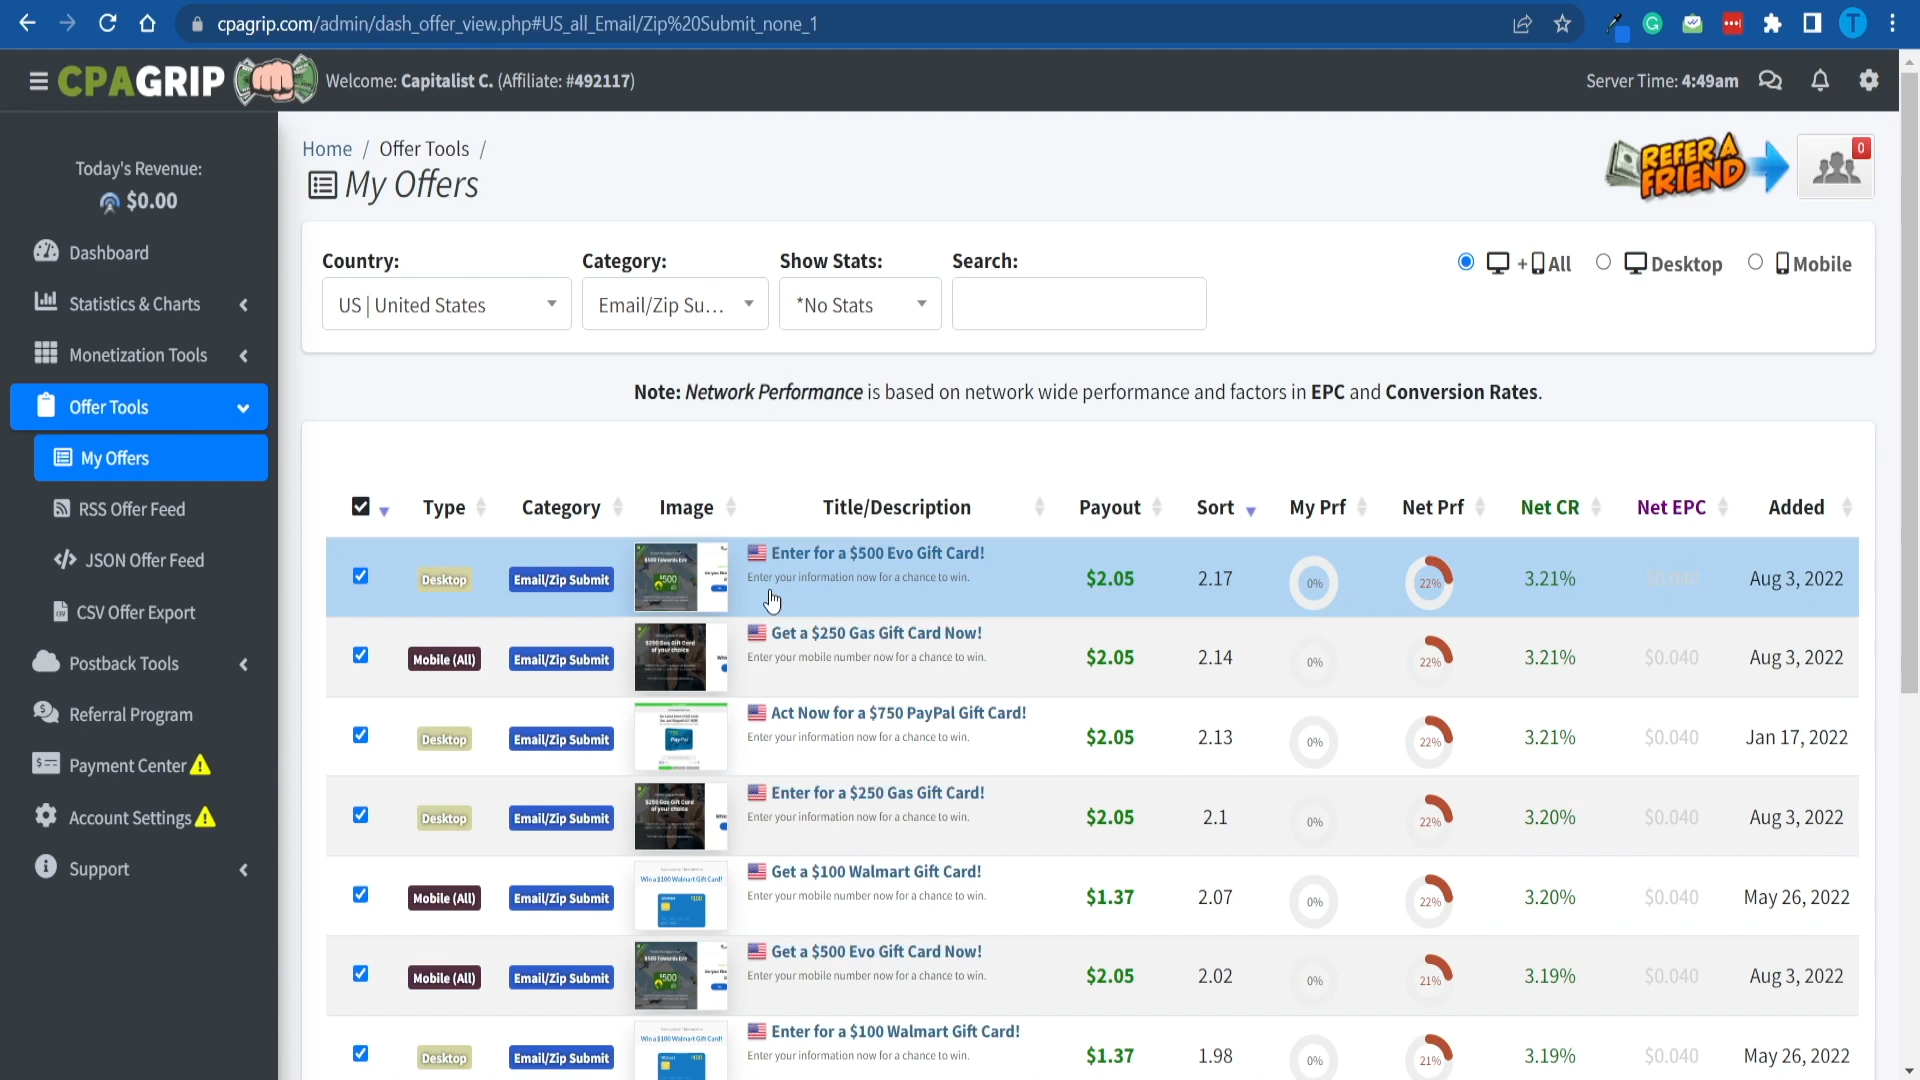 cpagrip.com/admin/dash_offer_view.php#US_all_Email/Zip%20Submit_none_1
CPAGRIP Welcome: Capitalist C. (Affiliate: #492117)
Server Time: 4:49am
Today's Revenue:
$0.00
Dashboard
Statistics & Charts
Monetization Tools
Offer Tools
My Offers
RSS Offer Feed
JSON Offer Feed
CSV Offer Export
Postback Tools
Referral Program
Payment Center
Account Settings
Support
Home / Offer Tools /
My Offers
REFER A FRIEND
0
Country: Category: Show Stats: Search:
US | United States Email/Zip Su... *No Stats
+ All Desktop Mobile
Note: Network Performance is based on network wide performance and factors in EPC and Conversion Rates.
Type Category Image Title/Description Payout Sort My Prf Net Prf Net CR Net EPC Added
Desktop Email/Zip Submit Enter for a $500 Evo Gift Card! $2.05 2.17 0% 22% 3.21% $0.040 Aug 3, 2022
Enter your information now for a chance to win.
Mobile (All) Email/Zip Submit Get a $250 Gas Gift Card Now! $2.05 2.14 0% 22% 3.21% $0.040 Aug 3, 2022
Enter your mobile number now for a chance to win.
Desktop Email/Zip Submit Act Now for a $750 PayPal Gift Card! $2.05 2.13 0% 22% 3.21% $0.040 Jan 17, 2022
Enter your information now for a chance to win.
Desktop Email/Zip Submit Enter for a $250 Gas Gift Card! $2.05 2.1 0% 22% 3.20% $0.040 Aug 3, 2022
Enter your information now for a chance to win.
Mobile (All) Email/Zip Submit Get a $100 Walmart Gift Card! $1.37 2.07 0% 22% 3.20% $0.040 May 26, 2022
Enter your mobile number now for a chance to win.
Mobile (All) Email/Zip Submit Get a $500 Evo Gift Card Now! $2.05 2.02 0% 21% 3.19% $0.040 Aug 3, 2022
Enter your mobile number now for a chance to win.
Desktop Email/Zip Submit Enter for a $100 Walmart Gift Card! $1.37 1.98 0% 21% 3.19% $0.040 May 26, 2022
Enter your information now for a chance to win.